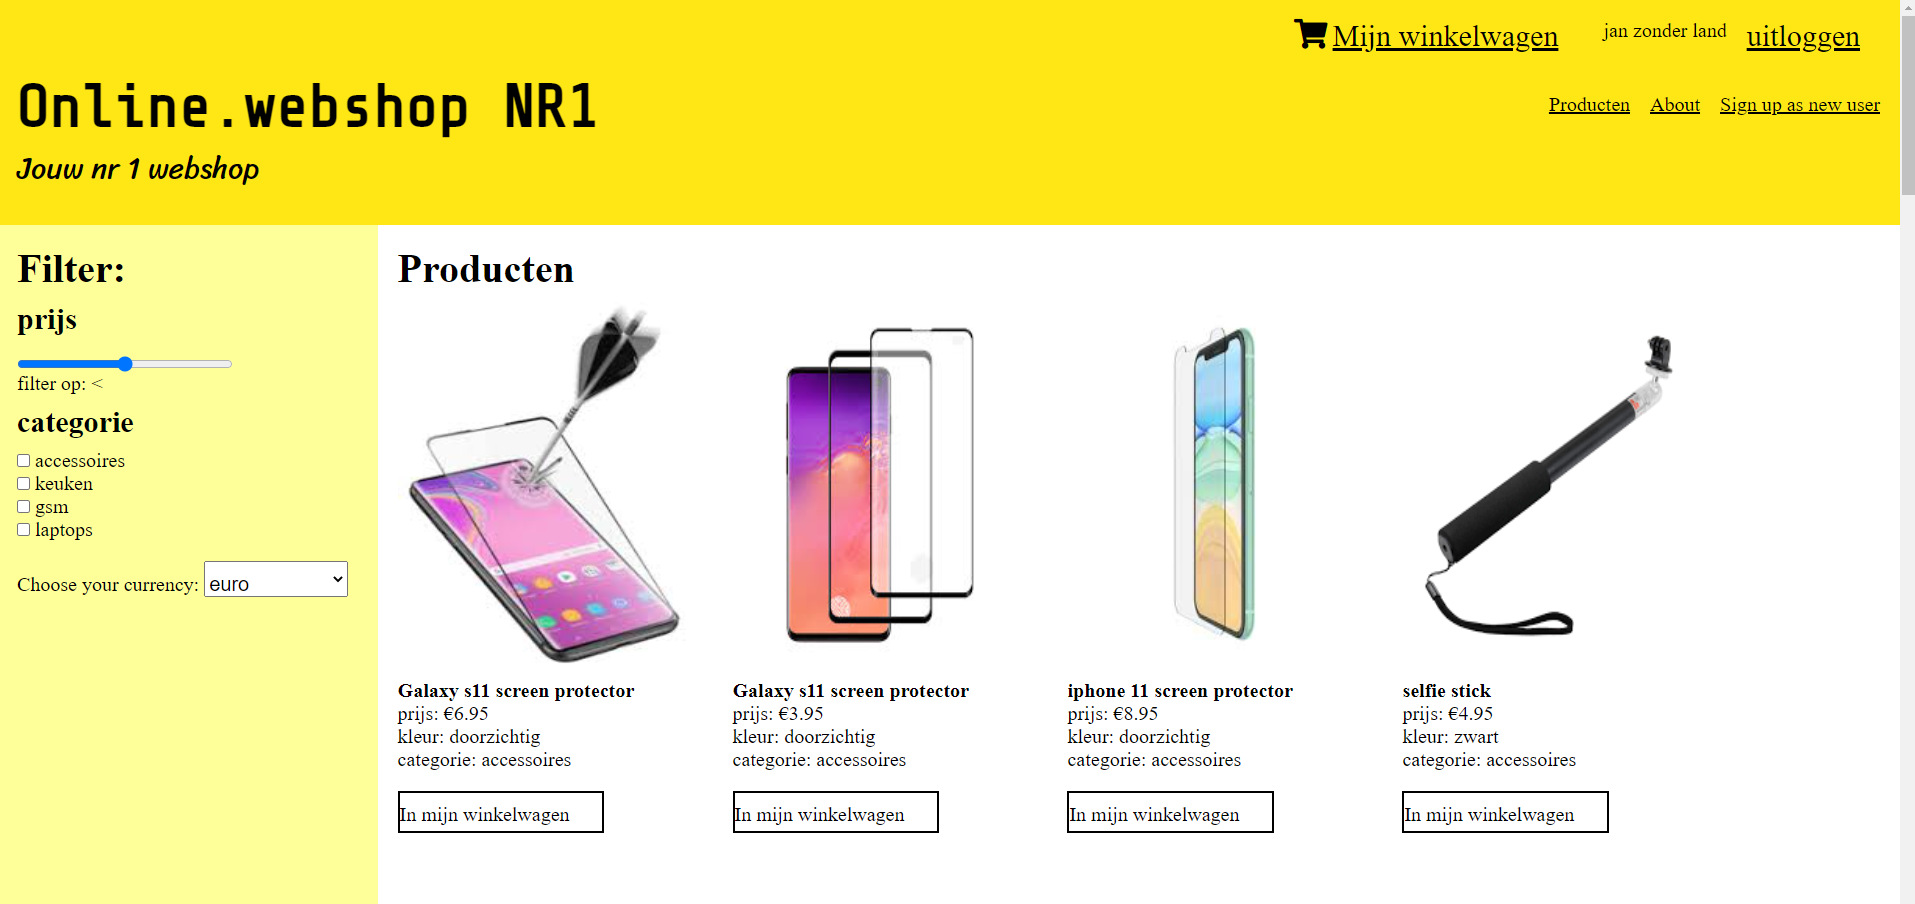 Mijn winkelwagen jan zonder land uitloggen
Online.webshop NR1
Producten About Sign up as new user
Jouw nr 1 webshop
Filter:
prijs
filter op: <
categorie
accessoires
keuken
gsm
laptops
Choose your currency: euro
Producten
Galaxy s11 screen protector
prijs: €6.95
kleur: doorzichtig
categorie: accessoires
In mijn winkelwagen
Galaxy s11 screen protector
prijs: €3.95
kleur: doorzichtig
categorie: accessoires
In mijn winkelwagen
iphone 11 screen protector
prijs: €8.95
kleur: doorzichtig
categorie: accessoires
In mijn winkelwagen
selfie stick
prijs: €4.95
kleur: zwart
categorie: accessoires
In mijn winkelwagen